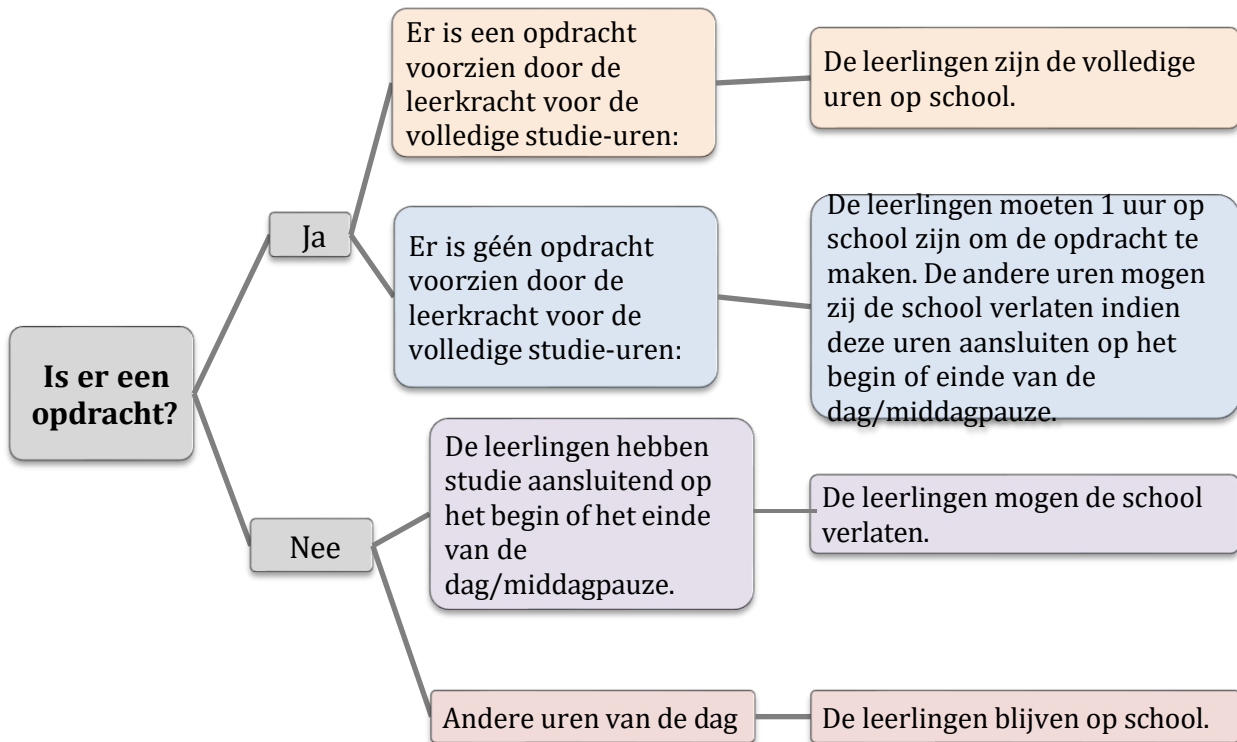 Is er een
opdracht?
Ja
Er is een opdracht
voorzien door de
leerkracht voor de
volledige studie-uren:
De leerlingen zijn de volledige
uren op school.
Er is géén opdracht
voorzien door de
leerkracht voor de
volledige studie-uren:
De leerlingen moeten 1 uur op
school zijn om de opdracht te
maken. De andere uren mogen
zij de school verlaten indien
deze uren aansluiten op het
begin of einde van de
dag/middagpauze.
Nee
De leerlingen hebben
studie aansluitend op
het begin of het einde
van de
dag/middagpauze.
De leerlingen mogen de school
verlaten.
Andere uren van de dag
De leerlingen blijven op school.